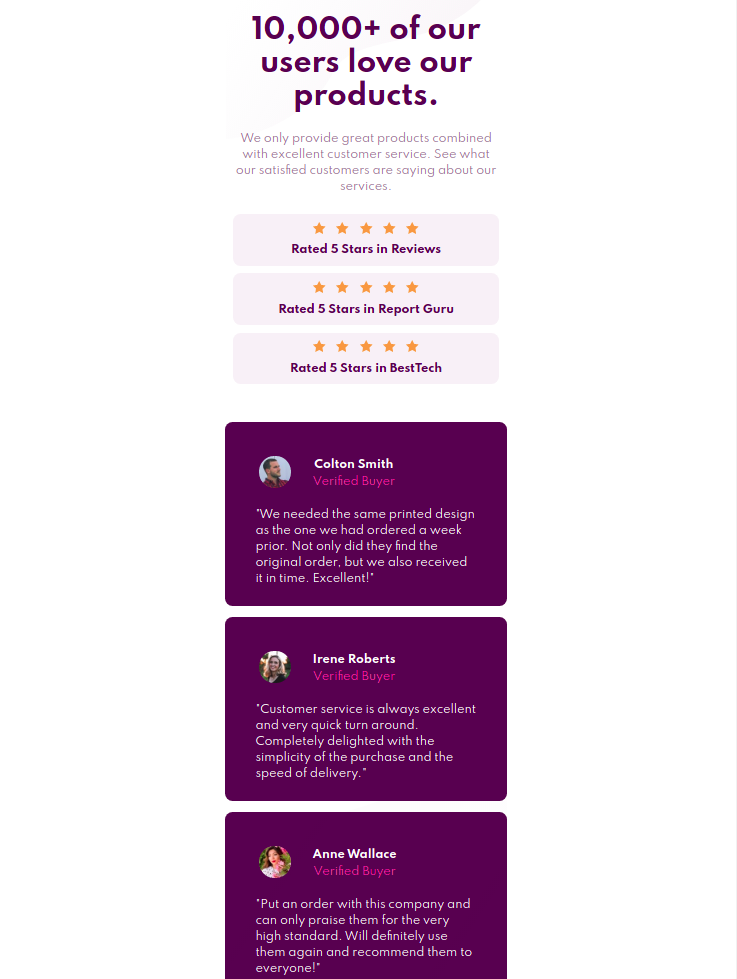 10,000+ of our
users love our
products.
We only provide great products combined
with excellent customer service. See what
our satisfied customers are saying about our
services.
Rated 5 Stars in Reviews
Rated 5 Stars in Report Guru
Rated 5 Stars in BestTech
Colton Smith
Verified Buyer
"We needed the same printed design
as the one we had ordered a week
prior. Not only did they find the
original order, but we also received
it in time. Excellent!"
Irene Roberts
Verified Buyer
"Customer service is always excellent
and very quick turn around.
Completely delighted with the
simplicity of the purchase and the
speed of delivery."
Anne Wallace
Verified Buyer
"Put an order with this company and
can only praise them for the very
high standard. Will definitely use
them again and recommend them to
everyone!"